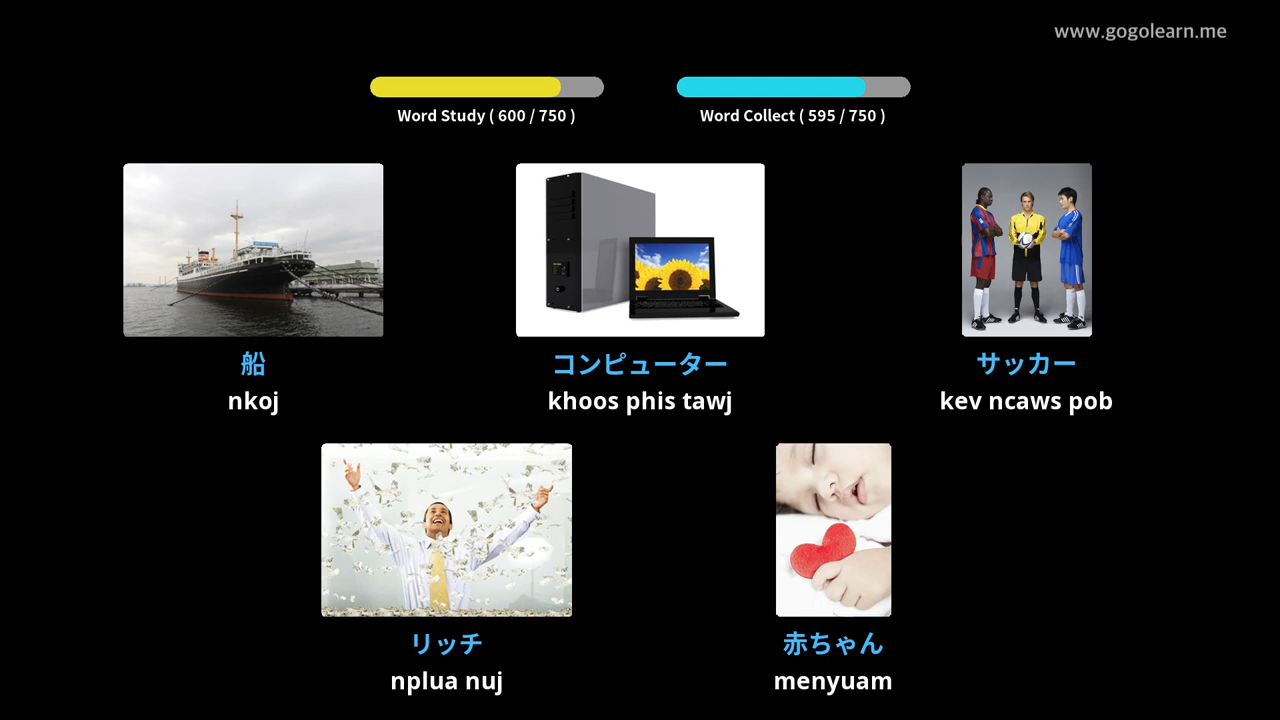 www.gogolearn.me
Word Study ( 600 / 750 )
Word Collect ( 595 / 750 )
船
nkoj
コンピューター
khoos phis tawj
サッカー
kev ncaws pob
リッチ
nplua nuj
赤ちゃん
menyuam